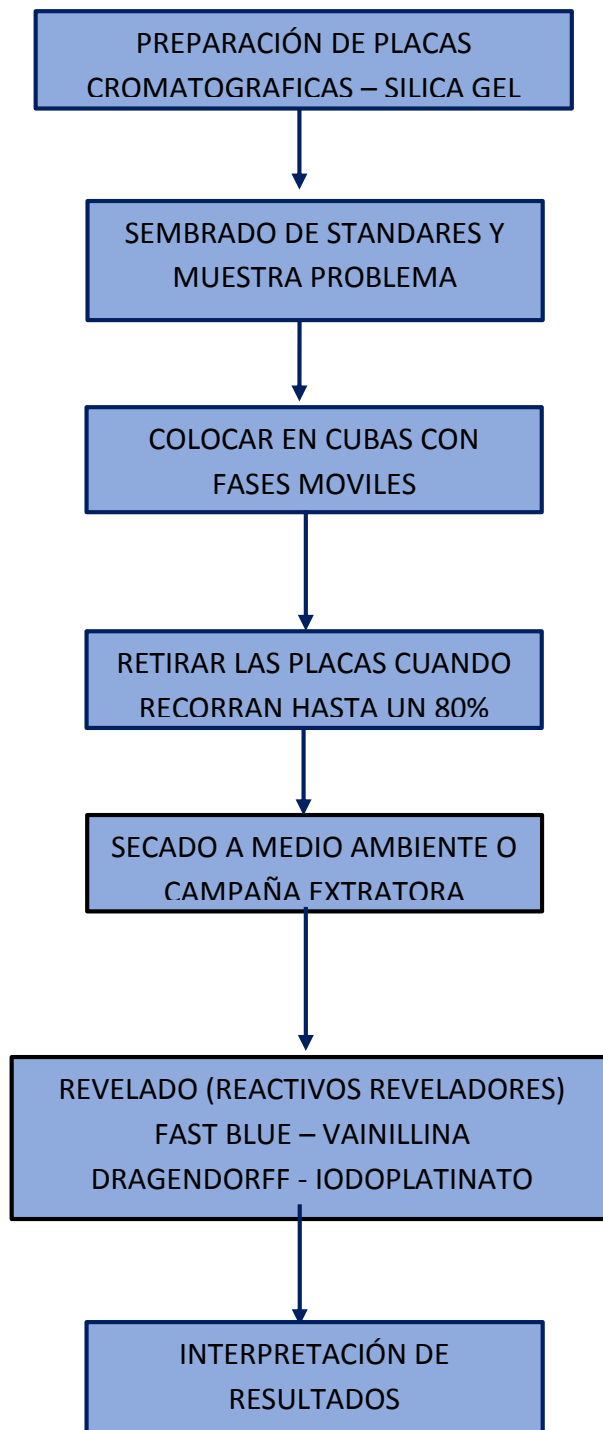 PREPARACIÓN DE PLACAS
CROMATOGRAFICAS – SILICA GEL
SEMBRADO DE STANDARES Y
MUESTRA PROBLEMA
COLOCAR EN CUBAS CON
FASES MOVILES
RETIRAR LAS PLACAS CUANDO
RECORRAN HASTA UN 80%
SECADO A MEDIO AMBIENTE O
CAMPAÑA EXTRATORA
REVELADO (REACTIVOS REVELADORES)
FAST BLUE – VAINILLINA
DRAGENDORFF - IODOPLATINATO
INTERPRETACIÓN DE
RESULTADOS